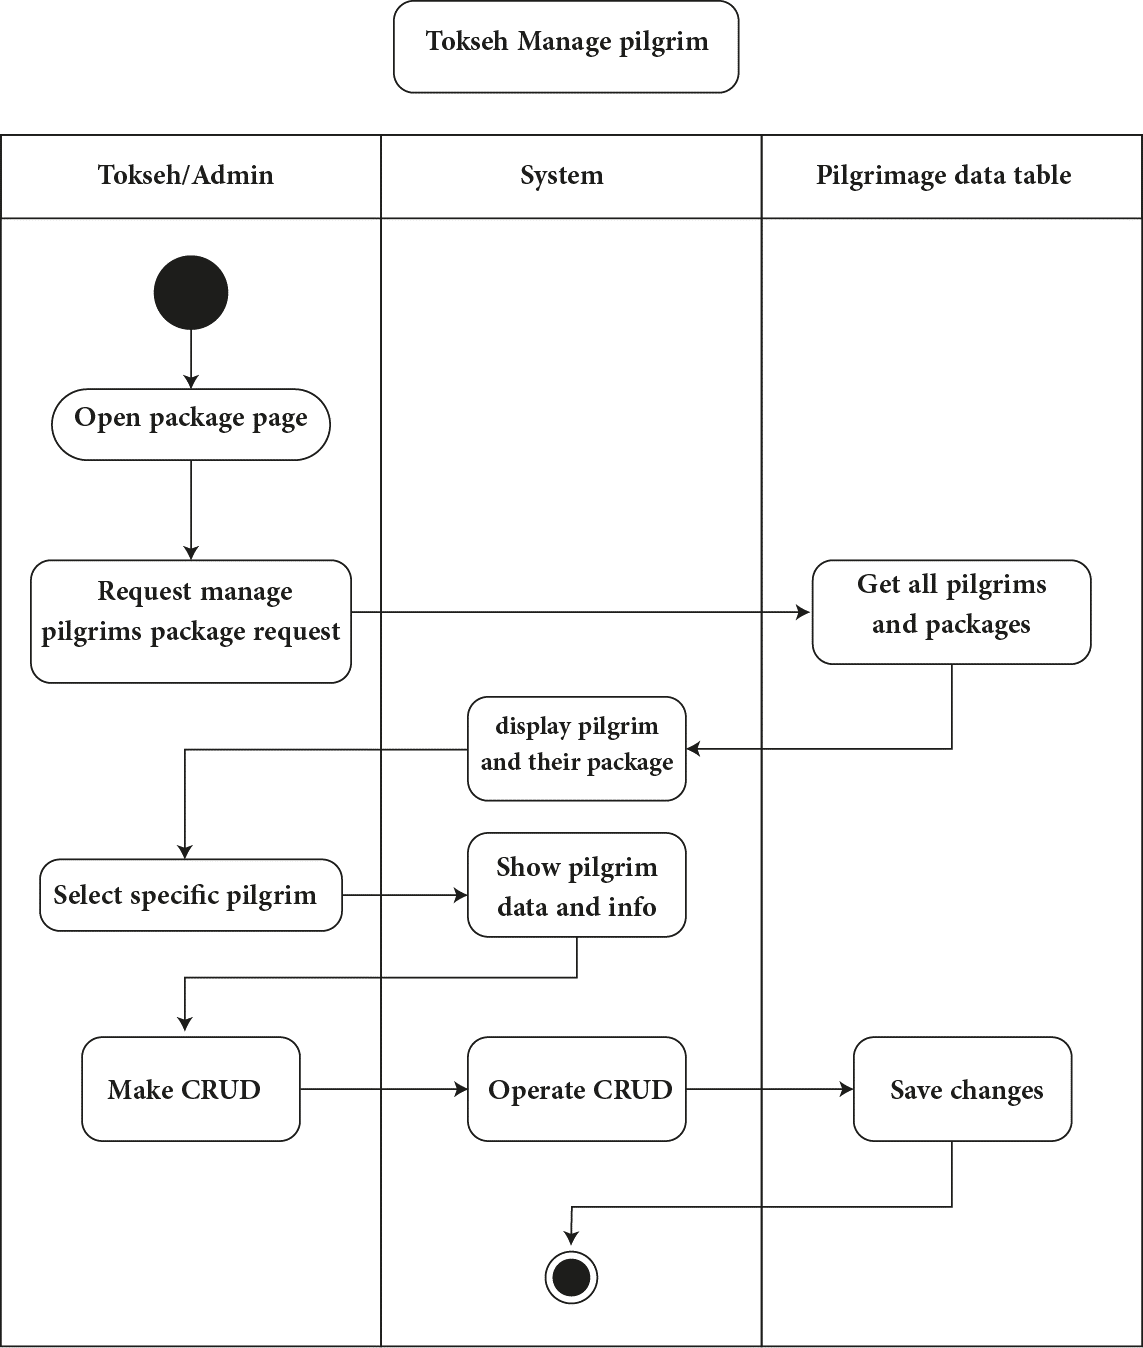 Tokseh Manage pilgrim
Tokseh/Admin
System
Pilgrimage data table
Open package page
Request manage
pilgrims package request
Get all pilgrims
and packages
display pilgrim
and their package
Select specific pilgrim
Show pilgrim
data and info
Make CRUD
Operate CRUD
Save changes